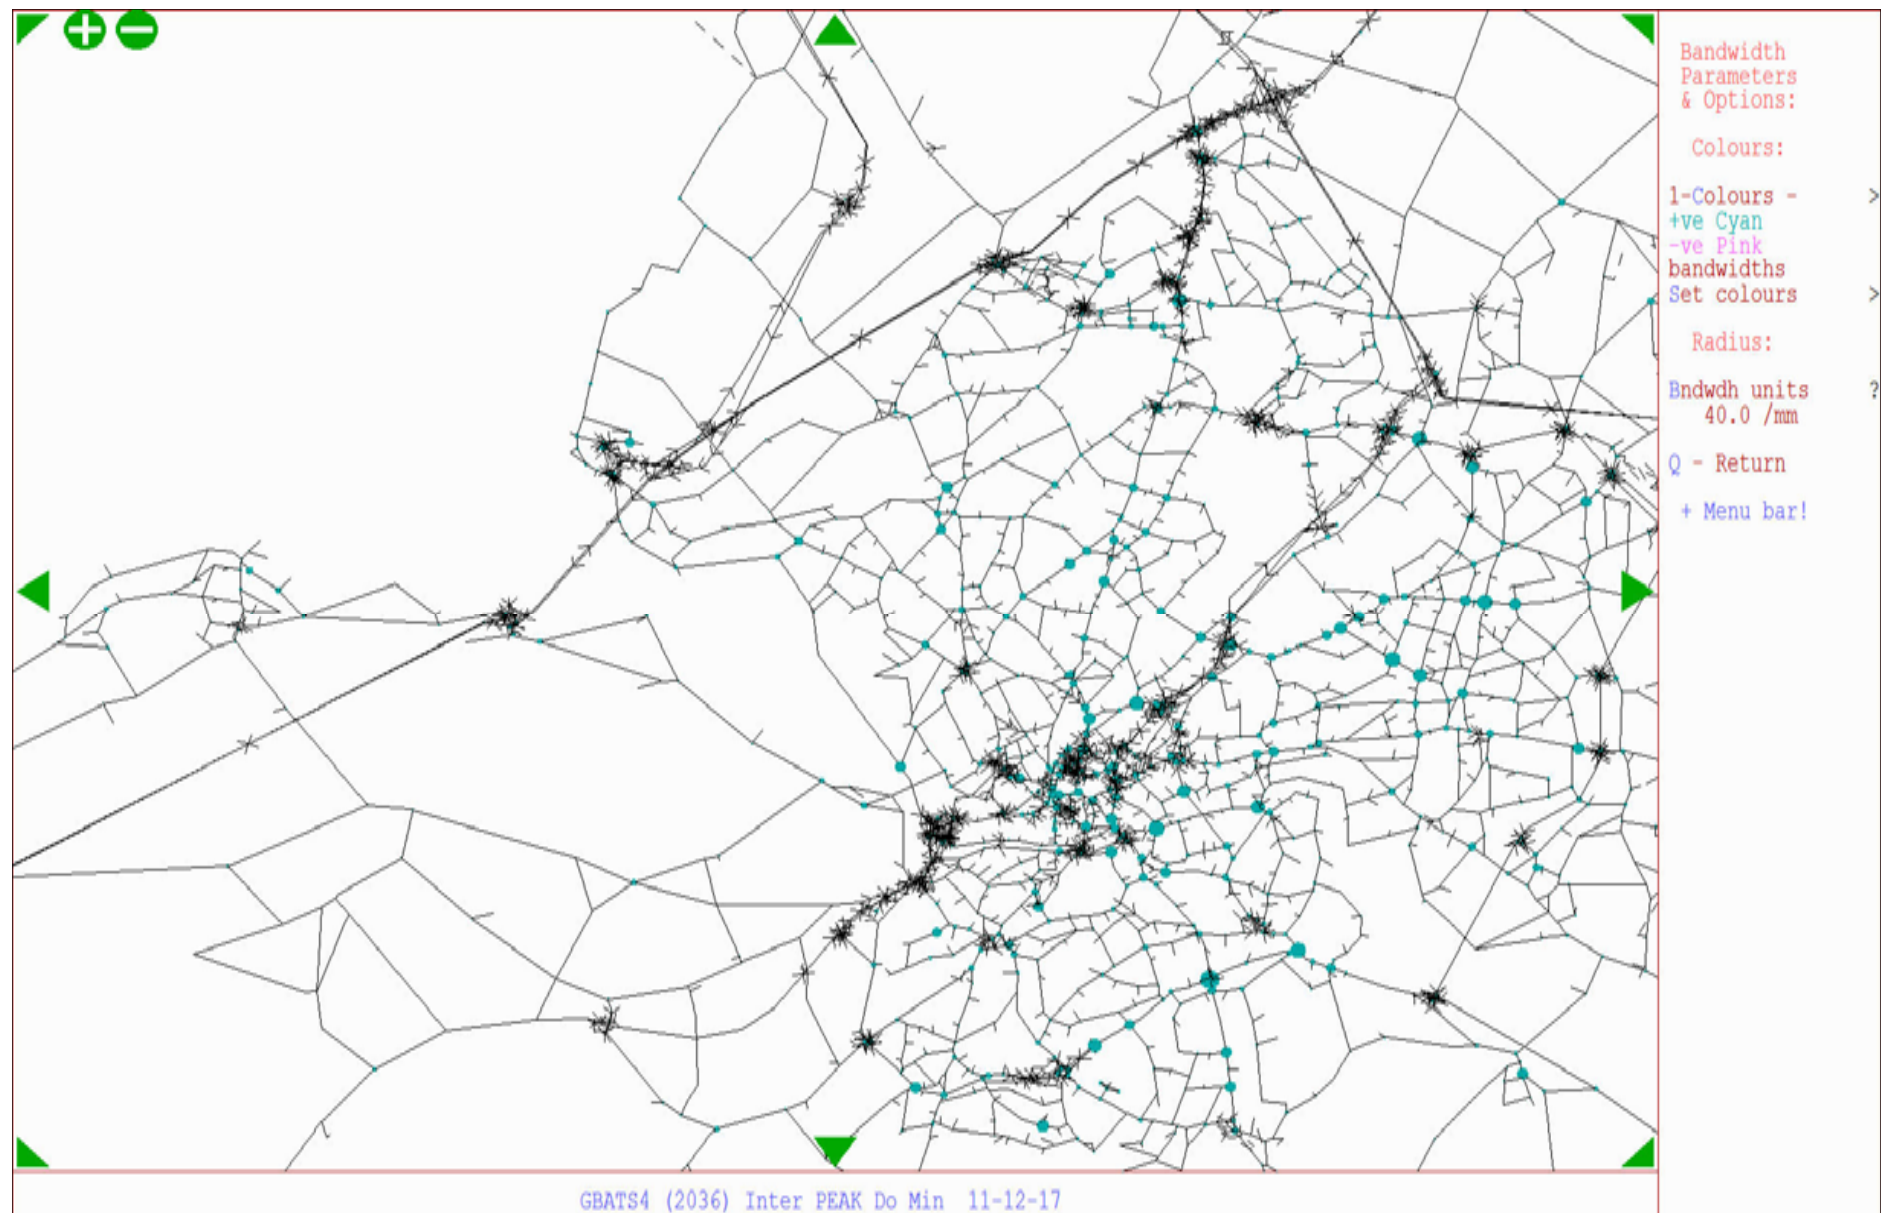 Bandwidth
Parameters
& Options:
Colours:
1-Colours - >
+ve Cyan
-ve Pink
bandwidths
Set colours >
Radius:
Bndwdh units ?
40.0 /mm
Q - Return
+ Menu bar!
GBATS4 (2036) Inter PEAK Do Min 11-12-17